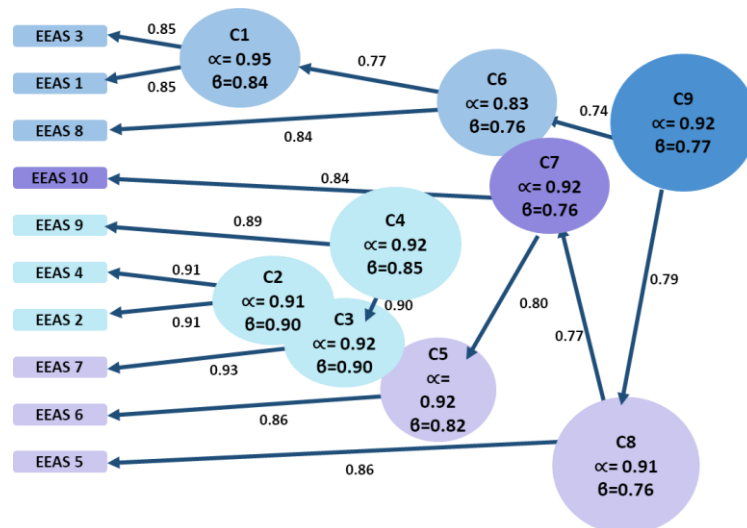 EEAS 3
EEAS 1
EEAS 8
EEAS 10
EEAS 9
EEAS 4
EEAS 2
EEAS 7
EEAS 6
EEAS 5
0.85
0.85
0.84
0.84
0.89
0.91
0.91
0.93
0.86
0.86
C1
∝= 0.95
ϐ=0.84
0.77
C6
∝= 0.83
ϐ=0.76
0.74
C9
∝= 0.92
ϐ=0.77
C7
∝= 0.92
ϐ=0.76
C4
∝= 0.92
ϐ=0.85
0.90
C2
∝= 0.91
ϐ=0.90
C3
∝= 0.92
ϐ=0.90
0.80
C5
∝=
0.92
ϐ=0.82
0.77
0.79
C8
∝= 0.91
ϐ=0.76